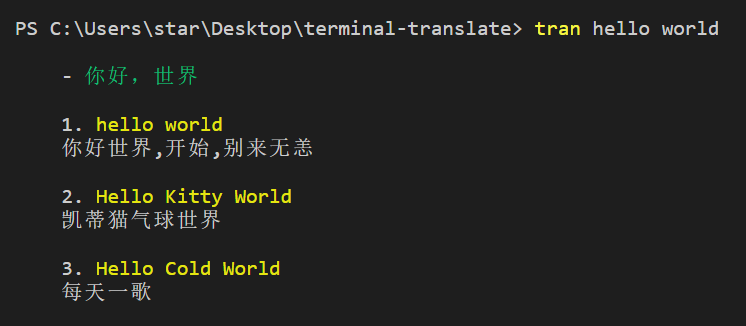 PS C:\Users\star\Desktop\terminal-translate> tran hello world
- 你好，世界
1. hello world
你好世界,开始,别来无恙
2. Hello Kitty World
凯蒂猫气球世界
3. Hello Cold World
每天一歌